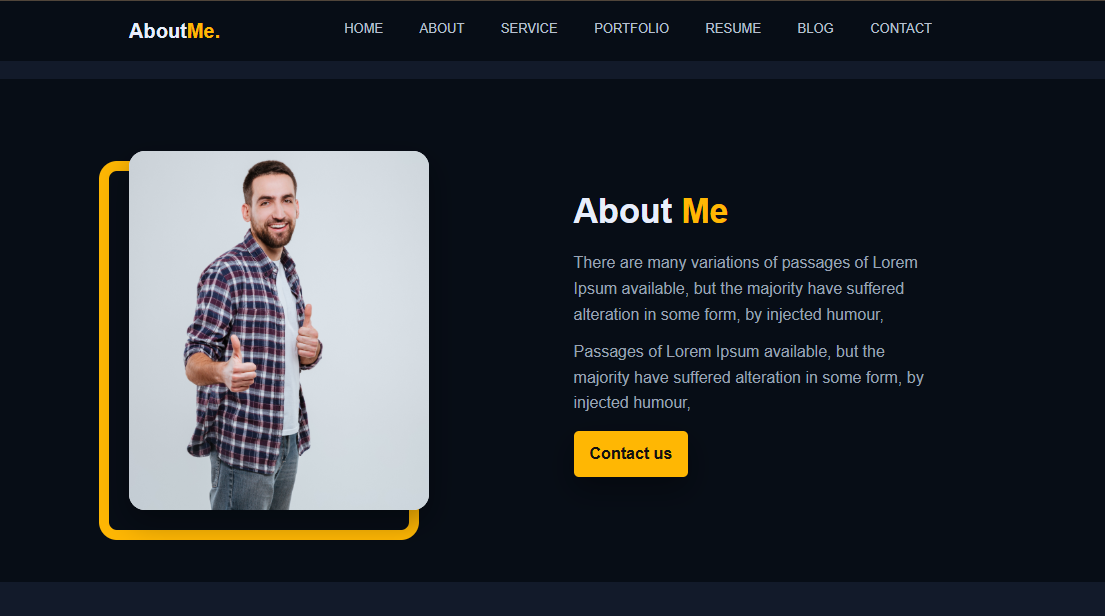 AboutMe.
HOME ABOUT SERVICE PORTFOLIO RESUME BLOG CONTACT
About Me
There are many variations of passages of Lorem
Ipsum available, but the majority have suffered
alteration in some form, by injected humour,
Passages of Lorem Ipsum available, but the
majority have suffered alteration in some form, by
injected humour,
Contact us